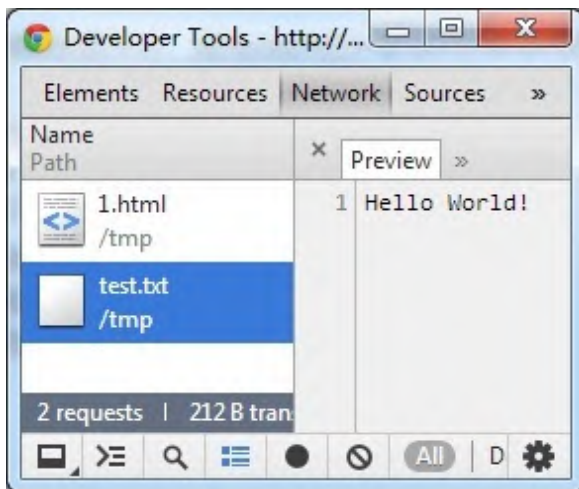 Developer Tools - http://...
Elements Resources Network Sources »
Name
Path
× Preview »
1.html
/tmp
test.txt
/tmp
1 Hello World!
2 requests | 212 B tran
All D